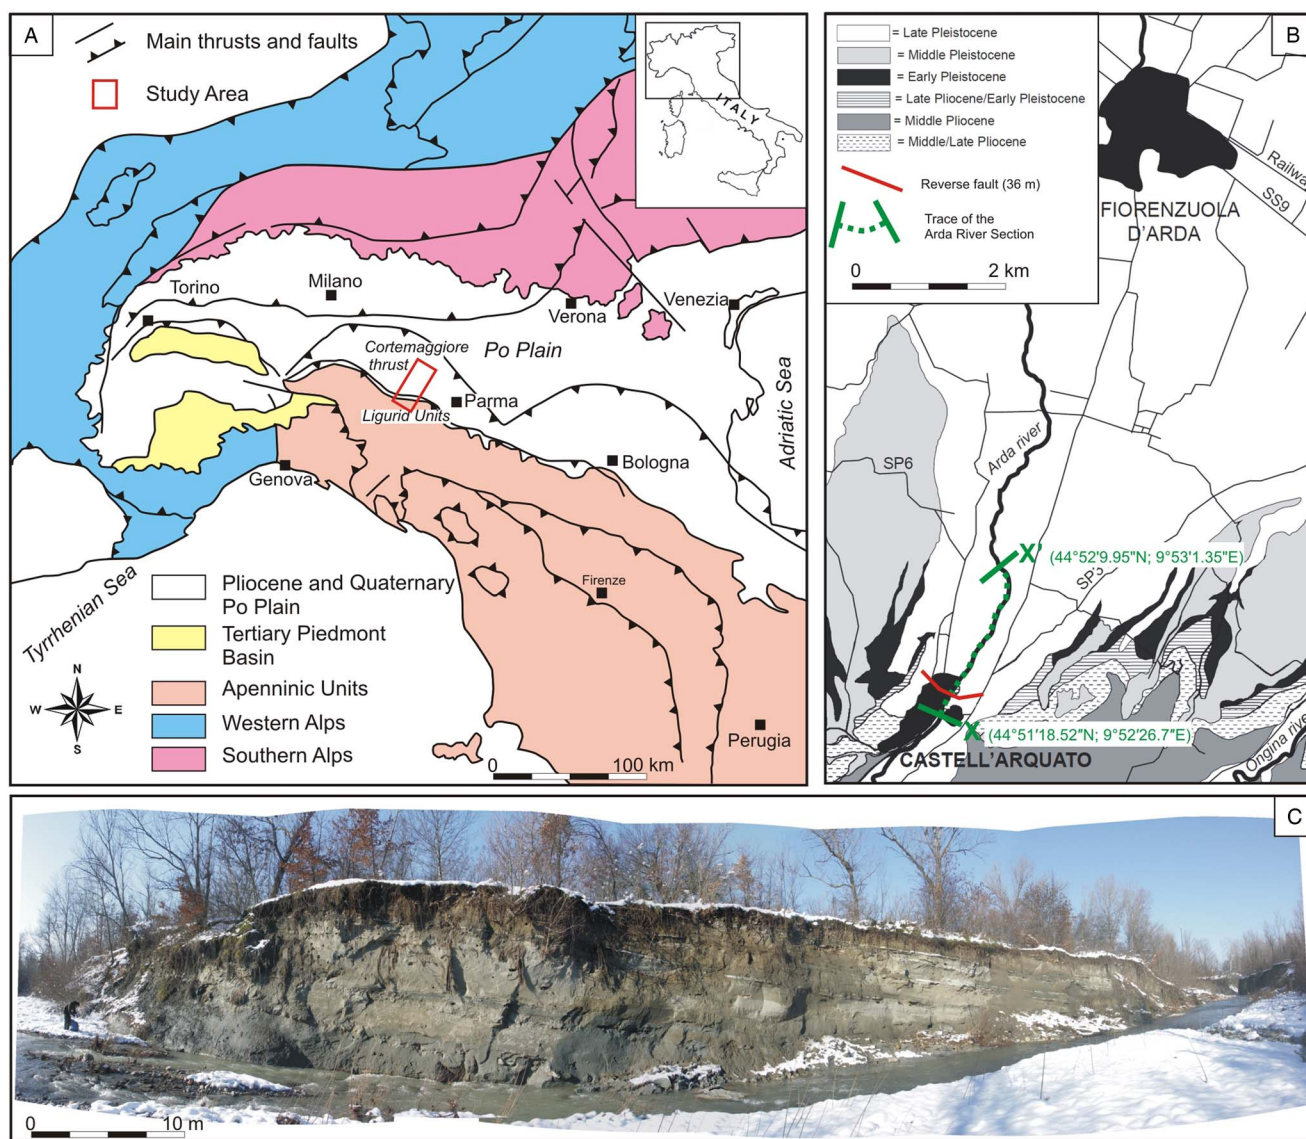 A
Main thrusts and faults
Study Area
ITALY
Torino
Milano
Verona
Venezia
Cortemaggiore
thrust
Po Plain
Parma
Ligurid Units
Adriatic Sea
Bologna
Genova
Firenze
Tyrrhenian Sea
Perugia
Pliocene and Quaternary
Po Plain
Tertiary Piedmont
Basin
Apenninic Units
Western Alps
Southern Alps
N
W E
S
0 100 km
B
= Late Pleistocene
= Middle Pleistocene
= Early Pleistocene
= Late Pliocene/Early Pleistocene
= Middle Pliocene
= Middle/Late Pliocene
Reverse fault (36 m)
Trace of the
Arda River Section
0 2 km
Railwa
SS9
FIORENZUOLA
D'ARDA
Arda river
SP6
X' (44°52'9.95"N; 9°53'1.35"E)
X (44°51'18.52"N; 9°52'26.7"E)
CASTELL'ARQUATO
Ongina rive
C
0 10 m